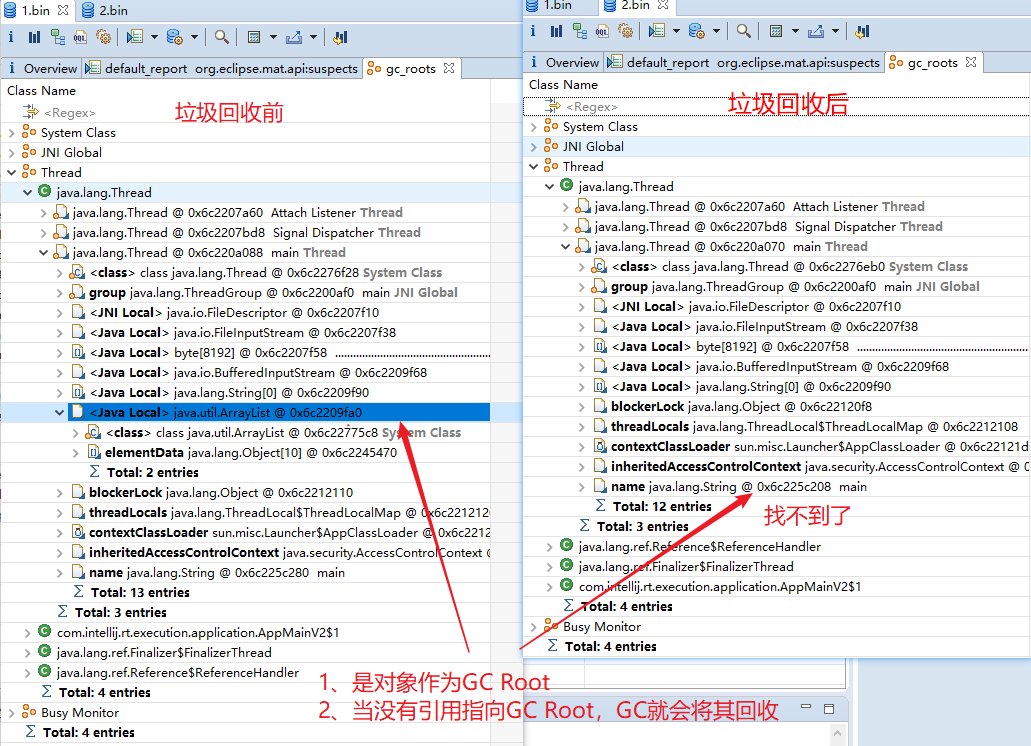 1.bin
2.bin
Overview default_report org.eclipse.mat.api:suspects gc_roots
Class Name
<Regex>
垃圾回收前
System Class
JNI Global
Thread
java.lang.Thread
java.lang.Thread @ 0x6c2207a60 Attach Listener Thread
java.lang.Thread @ 0x6c2207bd8 Signal Dispatcher Thread
java.lang.Thread @ 0x6c220a088 main Thread
<class> class java.lang.Thread @ 0x6c2276f28 System Class
group java.lang.ThreadGroup @ 0x6c2200af0 main JNI Global
<JNI Local> java.io.FileDescriptor @ 0x6c2207f10
<Java Local> java.io.FileInputStream @ 0x6c2207f38
<Java Local> byte[8192] @ 0x6c2207f58 ..........................................
<Java Local> java.io.BufferedInputStream @ 0x6c2209f68
<Java Local> java.lang.String[0] @ 0x6c2209f90
<Java Local> java.util.ArrayList @ 0x6c2209fa0
<class> class java.util.ArrayList @ 0x6c22775c8 System Class
elementData java.lang.Object[10] @ 0x6c2245470
Total: 2 entries
blockerLock java.lang.Object @ 0x6c2212110
threadLocals java.lang.ThreadLocal$ThreadLocalMap @ 0x6c221212
contextClassLoader sun.misc.Launcher$AppClassLoader @ 0x6c2212
inheritedAccessControlContext java.security.AccessControlContext @
name java.lang.String @ 0x6c225c280 main
Total: 13 entries
Total: 3 entries
com.intellij.rt.execution.application.AppMainV2$1
java.lang.ref.Finalizer$FinalizerThread
java.lang.ref.Reference$ReferenceHandler
Total: 4 entries
Busy Monitor
Total: 4 entries
1.bin
2.bin
Overview default_report org.eclipse.mat.api:suspects gc_roots
Class Name
<Regex>
垃圾回收后
System Class
JNI Global
Thread
java.lang.Thread
java.lang.Thread @ 0x6c2207a60 Attach Listener Thread
java.lang.Thread @ 0x6c2207bd8 Signal Dispatcher Thread
java.lang.Thread @ 0x6c220a070 main Thread
<class> class java.lang.Thread @ 0x6c2276eb0 System Class
group java.lang.ThreadGroup @ 0x6c2200af0 main JNI Global
<JNI Local> java.io.FileDescriptor @ 0x6c2207f10
<Java Local> java.io.FileInputStream @ 0x6c2207f38
<Java Local> byte[8192] @ 0x6c2207f58 ..........................................
<Java Local> java.io.BufferedInputStream @ 0x6c2209f68
<Java Local> java.lang.String[0] @ 0x6c2209f90
blockerLock java.lang.Object @ 0x6c22120f8
threadLocals java.lang.ThreadLocal$ThreadLocalMap @ 0x6c2212108
contextClassLoader sun.misc.Launcher$AppClassLoader @ 0x6c22121d
inheritedAccessControlContext java.security.AccessControlContext @
name java.lang.String @ 0x6c225c208 main
Total: 12 entries
找不到了
Total: 3 entries
java.lang.ref.Reference$ReferenceHandler
java.lang.ref.Finalizer$FinalizerThread
com.intellij.rt.execution.application.AppMainV2$1
Total: 4 entries
Busy Monitor
Total: 4 entries
1、是对象作为GC Root
2、当没有引用指向GC Root，GC就会将其回收